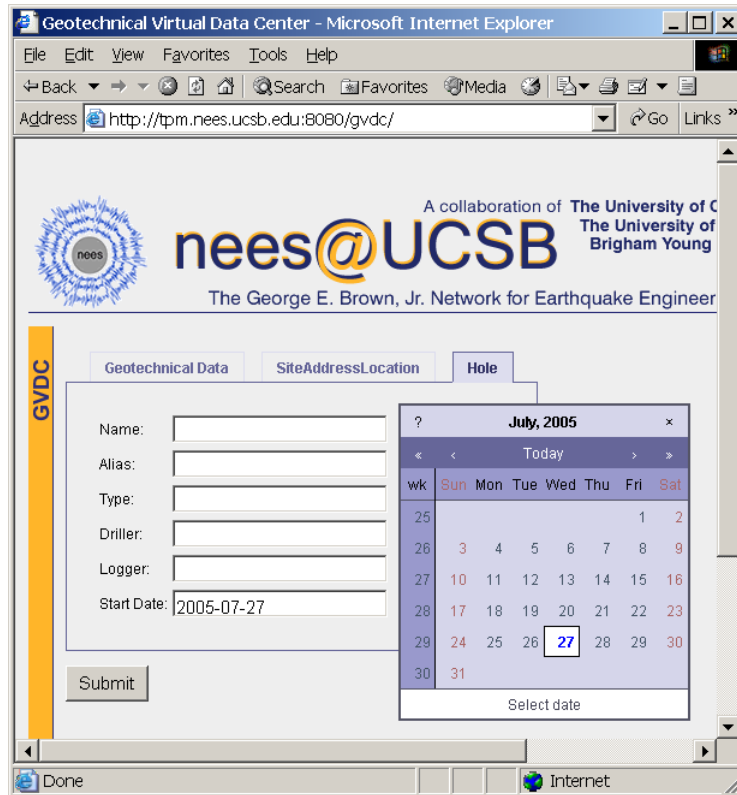 Geotechnical Virtual Data Center - Microsoft Internet Explorer
File Edit View Favorites Tools Help
Back Search Favorites Media
Address http://tpm.nees.ucsb.edu:8080/gvdc/ Go Links »
nees
nees@UCSB
A collaboration of The University of C
The University of
Brigham Young
The George E. Brown, Jr. Network for Earthquake Engineer
GVDC
Geotechnical Data SiteAddressLocation Hole
Name:
Alias:
Type:
Driller:
Logger:
Start Date: 2005-07-27
Submit
? July, 2005 ×
« ‹ Today › »
wk Sun Mon Tue Wed Thu Fri Sat
25 1 2
26 3 4 5 6 7 8 9
27 10 11 12 13 14 15 16
28 17 18 19 20 21 22 23
29 24 25 26 27 28 29 30
30 31
Select date
Done Internet